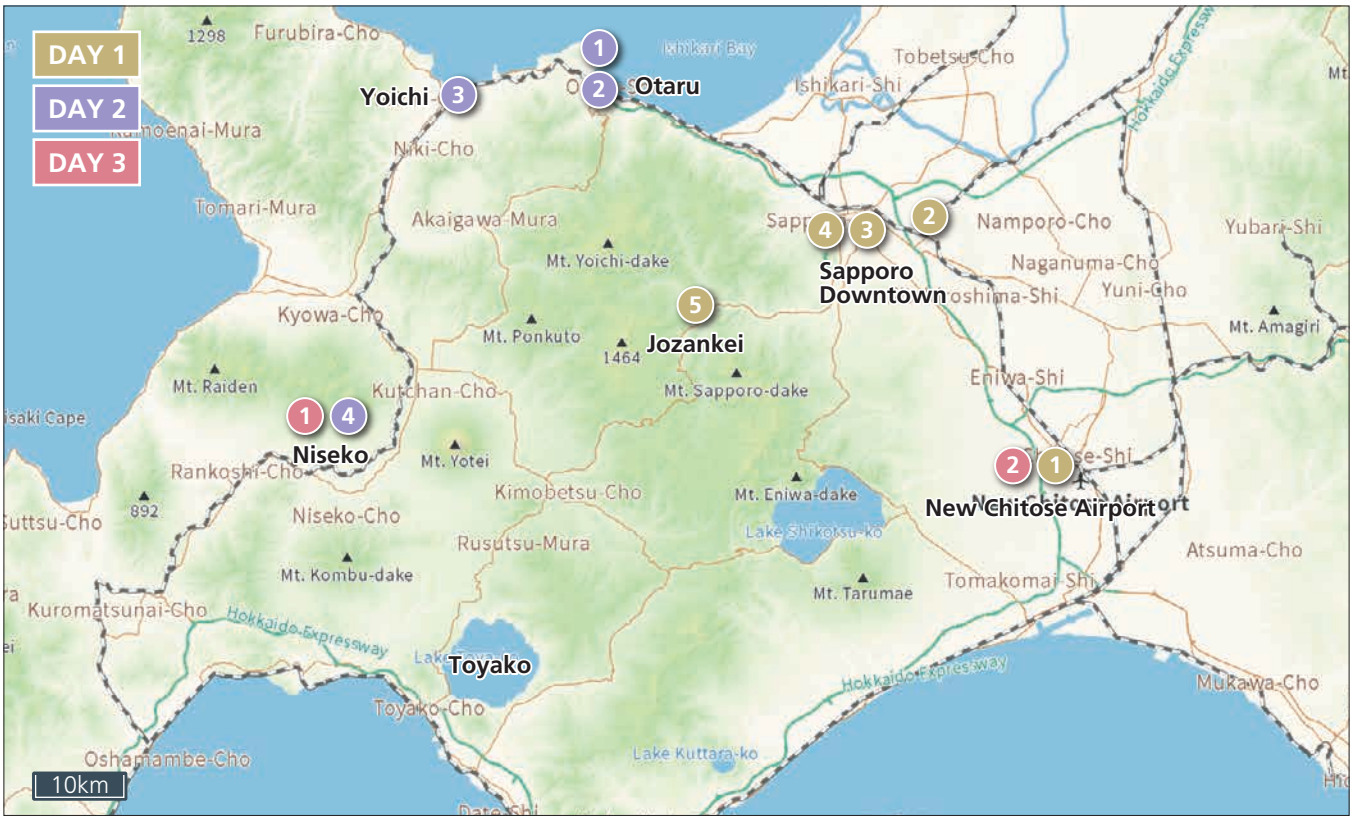 DAY 1
DAY 2
DAY 3
1298
Furubira-Cho
1
Ishikari Bay
Tobetsu-Cho
Hokkaido Expressway
Ishikari-Shi
Yoichi
3
2
Otaru
Niki-Cho
Tomari-Mura
Akaigawa-Mura
4
3
2
Namporo-Cho
Yubari-Shi
Mt. Yoichi-dake
Sapporo
Downtown
Naganuma-Cho
Yuni-Cho
Kyowa-Cho
5
Mt. Ponkuto
1464
Jozankei
Mt. Amagiri
Mt. Raiden
Kutchan-Cho
Mt. Sapporo-dake
Eniwa-Shi
1
4
Niseko
Mt. Yotei
Rankoshi-Cho
2
1
892
Kimobetsu-Cho
Mt. Eniwa-dake
New Chitose Airport
Niseko-Cho
Lake Shikotsu-ko
Rusutsu-Mura
Atsuma-Cho
Mt. Kombu-dake
Mt. Tarumae
Tomakomai-Shi
Kuromatsunai-Cho
Hokkaido Expressway
Toyako
Hokkaido Expressway
Mukawa-Cho
Toyako-Cho
Oshamambe-Cho
Lake Kuttara-ko
10km
Date-Shi